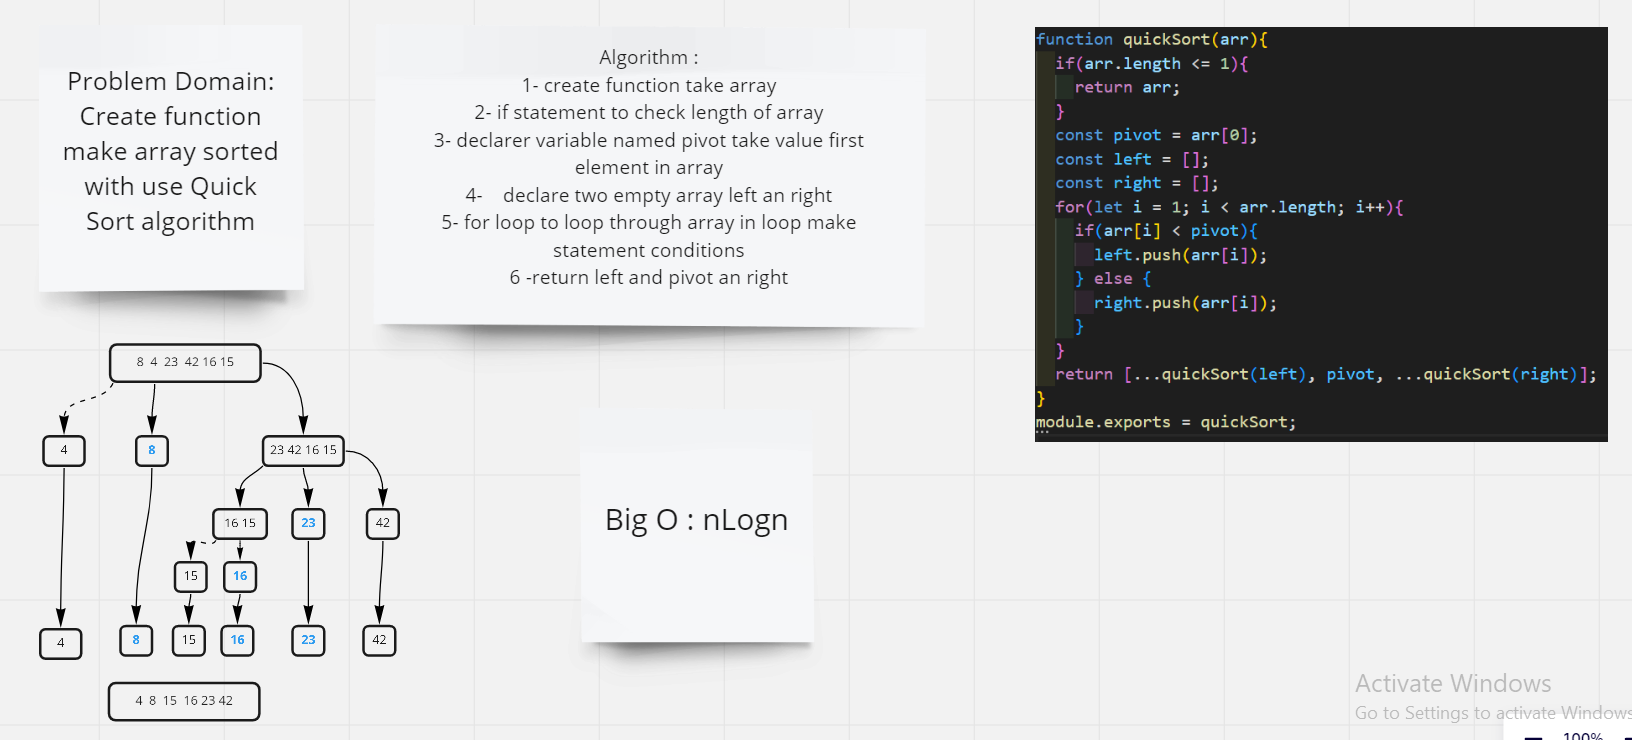 Problem Domain:
Create function
make array sorted
with use Quick
Sort algorithm
Algorithm :
1- create function take array
2- if statement to check length of array
3- declarer variable named pivot take value first
element in array
4- declare two empty array left an right
5- for loop to loop through array in loop make
statement conditions
6 -return left and pivot an right
function quickSort(arr){
if(arr.length <= 1){
return arr;
}
const pivot = arr[0];
const left = [];
const right = [];
for(let i = 1; i < arr.length; i++){
if(arr[i] < pivot){
left.push(arr[i]);
} else {
right.push(arr[i]);
}
}
return [...quickSort(left), pivot, ...quickSort(right)];
}
module.exports = quickSort;
8 4 23 42 16 15
4
8
23 42 16 15
16 15
23
42
15
16
4
8
15
16
23
42
4 8 15 16 23 42
Big O : nLogn
Activate Windows
Go to Settings to activate Windows
100%